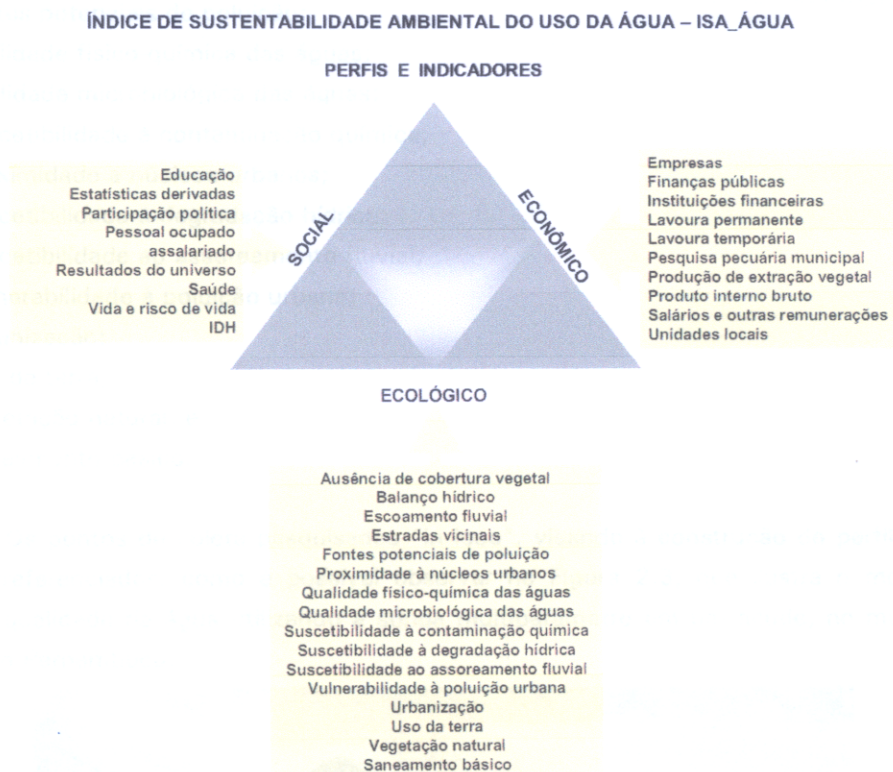 ÍNDICE DE SUSTENTABILIDADE AMBIENTAL DO USO DA ÁGUA – ISA_ÁGUA
PERFIS E INDICADORES
Educação
Estatísticas derivadas
Participação política
Pessoal ocupado
assalariado
Resultados do universo
Saúde
Vida e risco de vida
IDH
SOCIAL
ECONÔMICO
Empresas
Finanças públicas
Instituições financeiras
Lavoura permanente
Lavoura temporária
Pesquisa pecuária municipal
Produção de extração vegetal
Produto interno bruto
Salários e outras remunerações
Unidades locais
ECOLÓGICO
Ausência de cobertura vegetal
Balanço hídrico
Escoamento fluvial
Estradas vicinais
Fontes potenciais de poluição
Proximidade à núcleos urbanos
Qualidade físico-química das águas
Qualidade microbiológica das águas
Suscetibilidade à contaminação química
Suscetibilidade à degradação hídrica
Suscetibilidade ao assoreamento fluvial
Vulnerabilidade à poluição urbana
Urbanização
Uso da terra
Vegetação natural
Saneamento básico